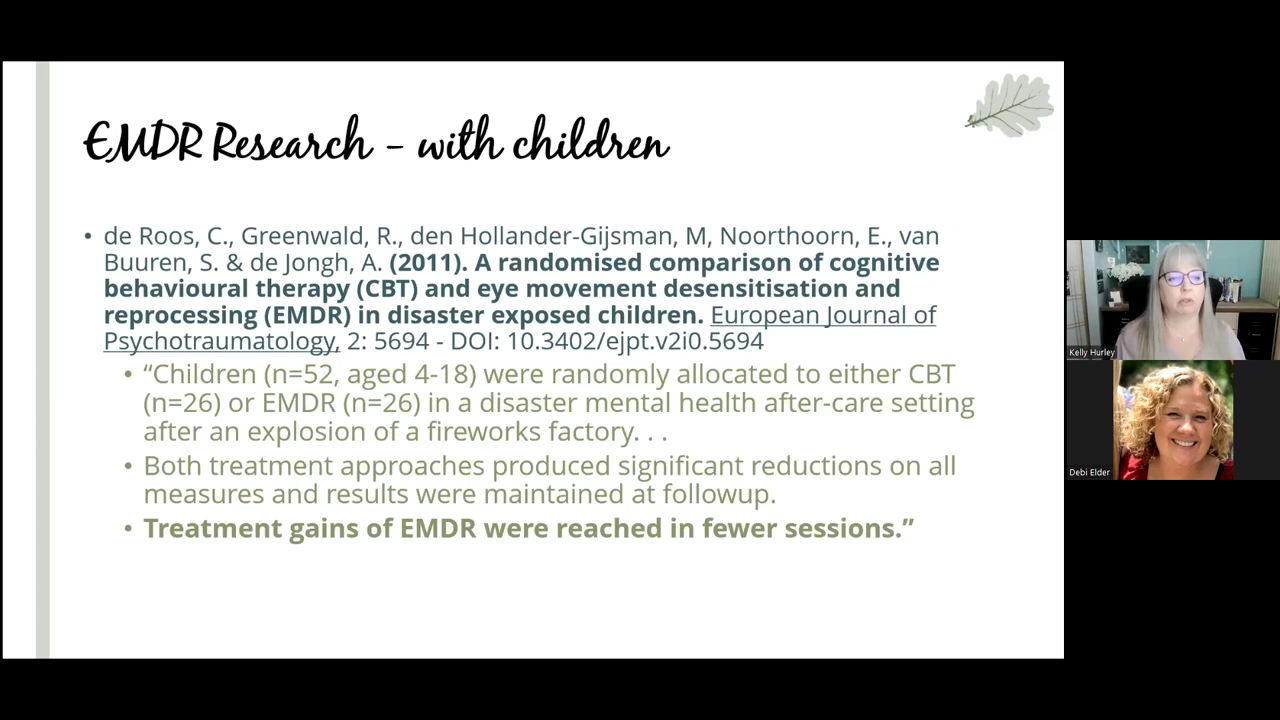 EMDR Research - with children
• de Roos, C., Greenwald, R., den Hollander-Gijsman, M, Noorthoorn, E., van
Buuren, S. & de Jongh, A. (2011). A randomised comparison of cognitive
behavioural therapy (CBT) and eye movement desensitisation and
reprocessing (EMDR) in disaster exposed children. European Journal of
Psychotraumatology, 2: 5694 - DOI: 10.3402/ejpt.v2i0.5694
• “Children (n=52, aged 4-18) were randomly allocated to either CBT
(n=26) or EMDR (n=26) in a disaster mental health after-care setting
after an explosion of a fireworks factory. . .
• Both treatment approaches produced significant reductions on all
measures and results were maintained at followup.
• Treatment gains of EMDR were reached in fewer sessions.”
Kelly Hurley
Debi Elder